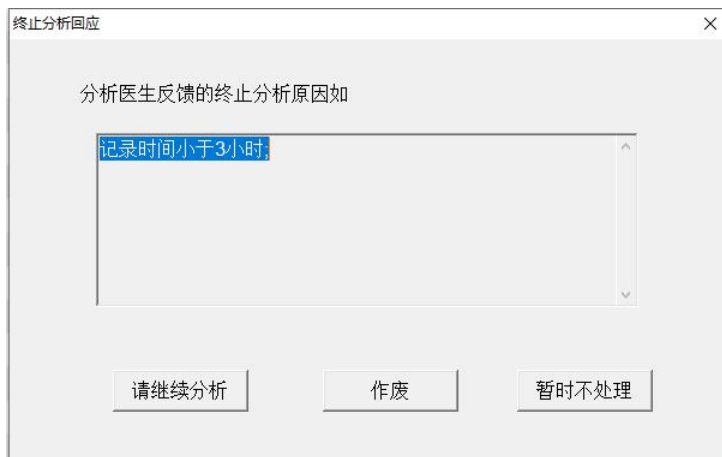 终止分析回应
分析医生反馈的终止分析原因如
记录时间小于3小时;
请继续分析
作废
暂时不处理